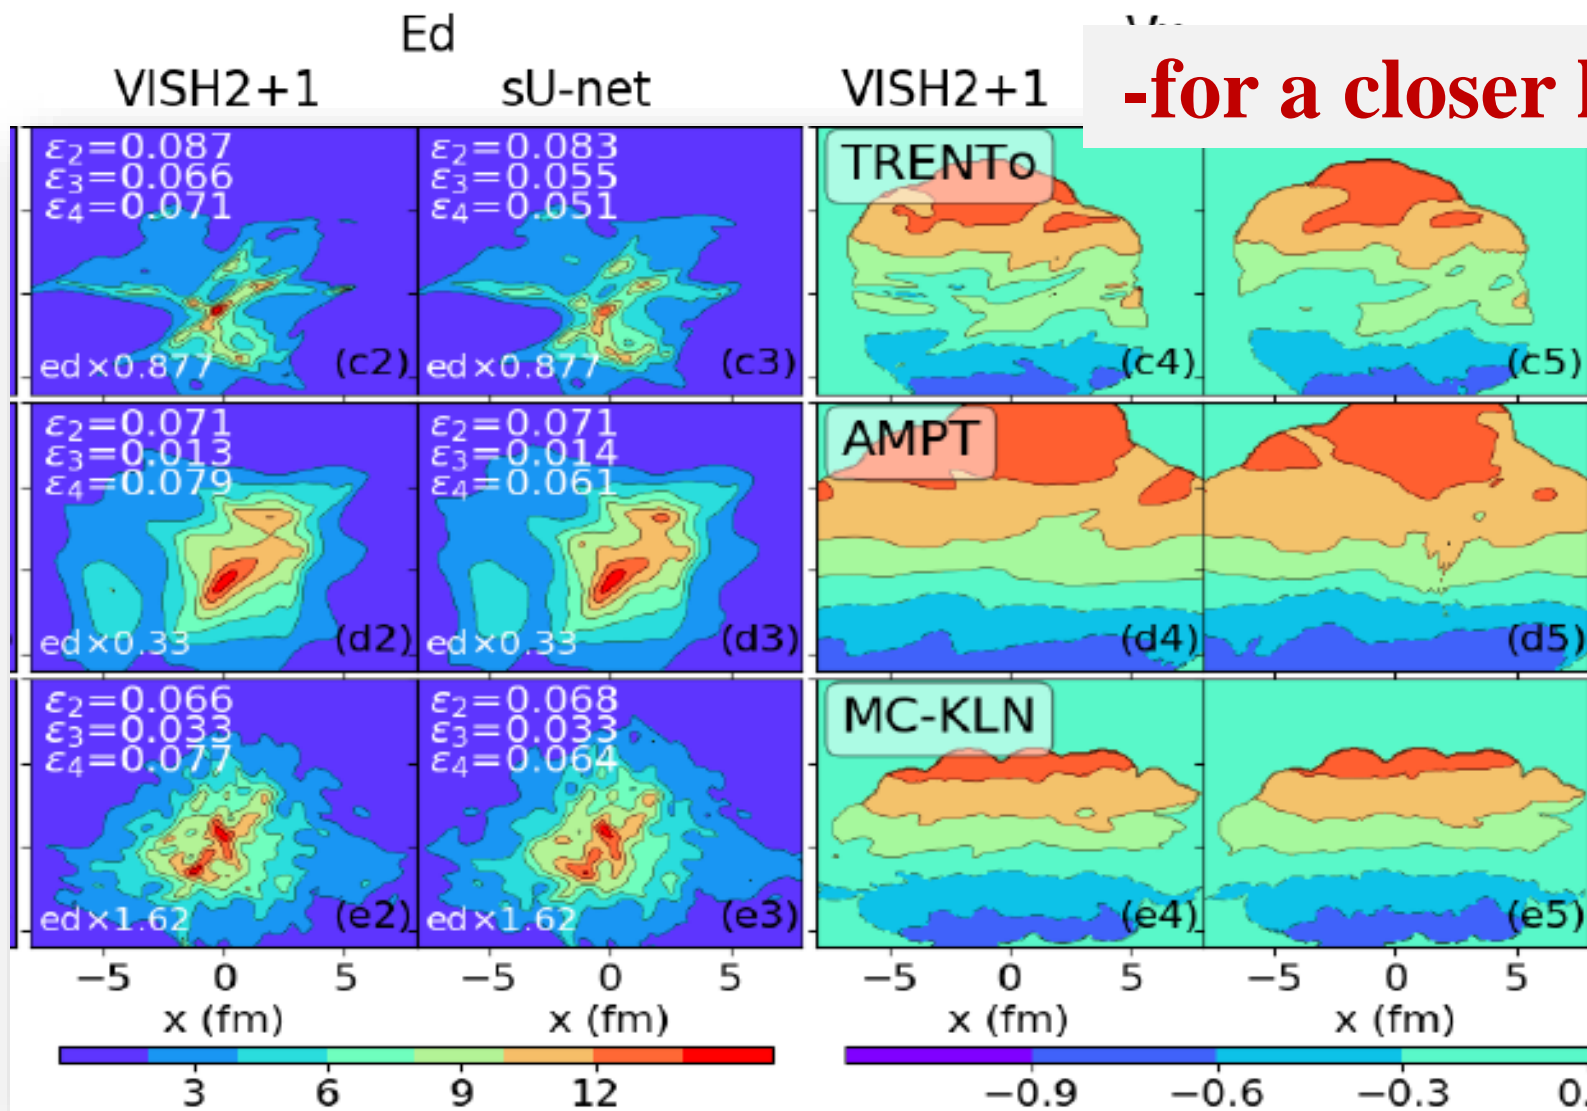 Ed
VISH2+1 sU-net VISH2+1
-for a closer
ε2=0.087
ε3=0.066
ε4=0.071
ed×0.877
(c2)
ε2=0.083
ε3=0.055
ε4=0.051
ed×0.877
(c3)
TRENTo
(c4)
(c5)
ε2=0.071
ε3=0.013
ε4=0.079
ed×0.33
(d2)
ε2=0.071
ε3=0.014
ε4=0.061
ed×0.33
(d3)
AMPT
(d4)
(d5)
ε2=0.066
ε3=0.033
ε4=0.077
ed×1.62
(e2)
ε2=0.068
ε3=0.033
ε4=0.064
ed×1.62
(e3)
MC-KLN
(e4)
(e5)
−5 0 5 −5 0 5 −5 0 5 −5 0 5
x (fm) x (fm) x (fm) x (fm)
3 6 9 12 −0.9 −0.6 −0.3